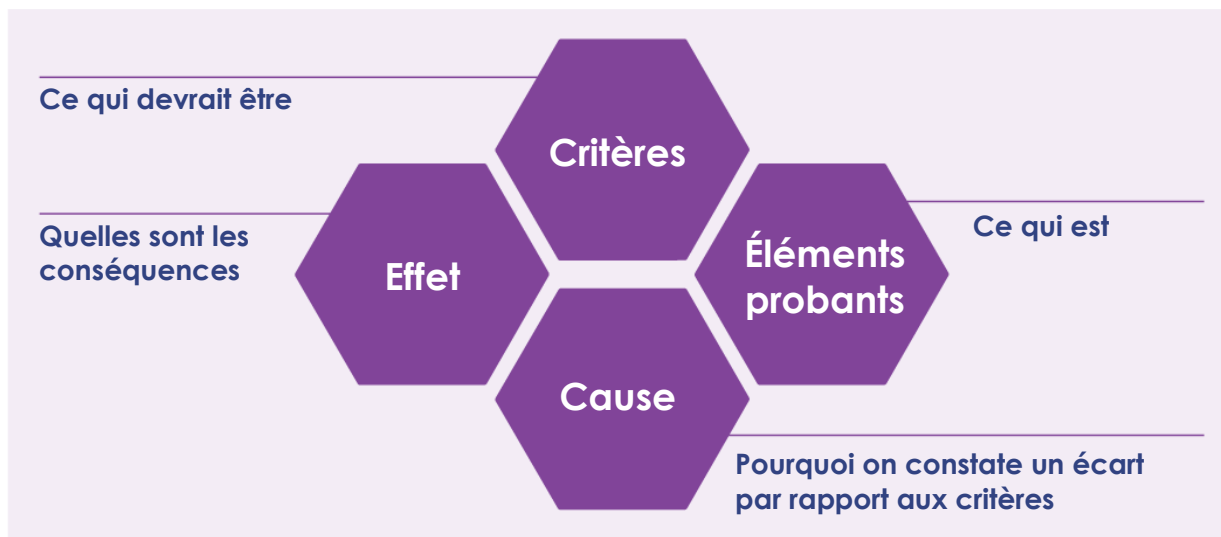 Ce qui devrait être
Critères
Quelles sont les
conséquences
Effet
Éléments
probants
Ce qui est
Cause
Pourquoi on constate un écart
par rapport aux critères